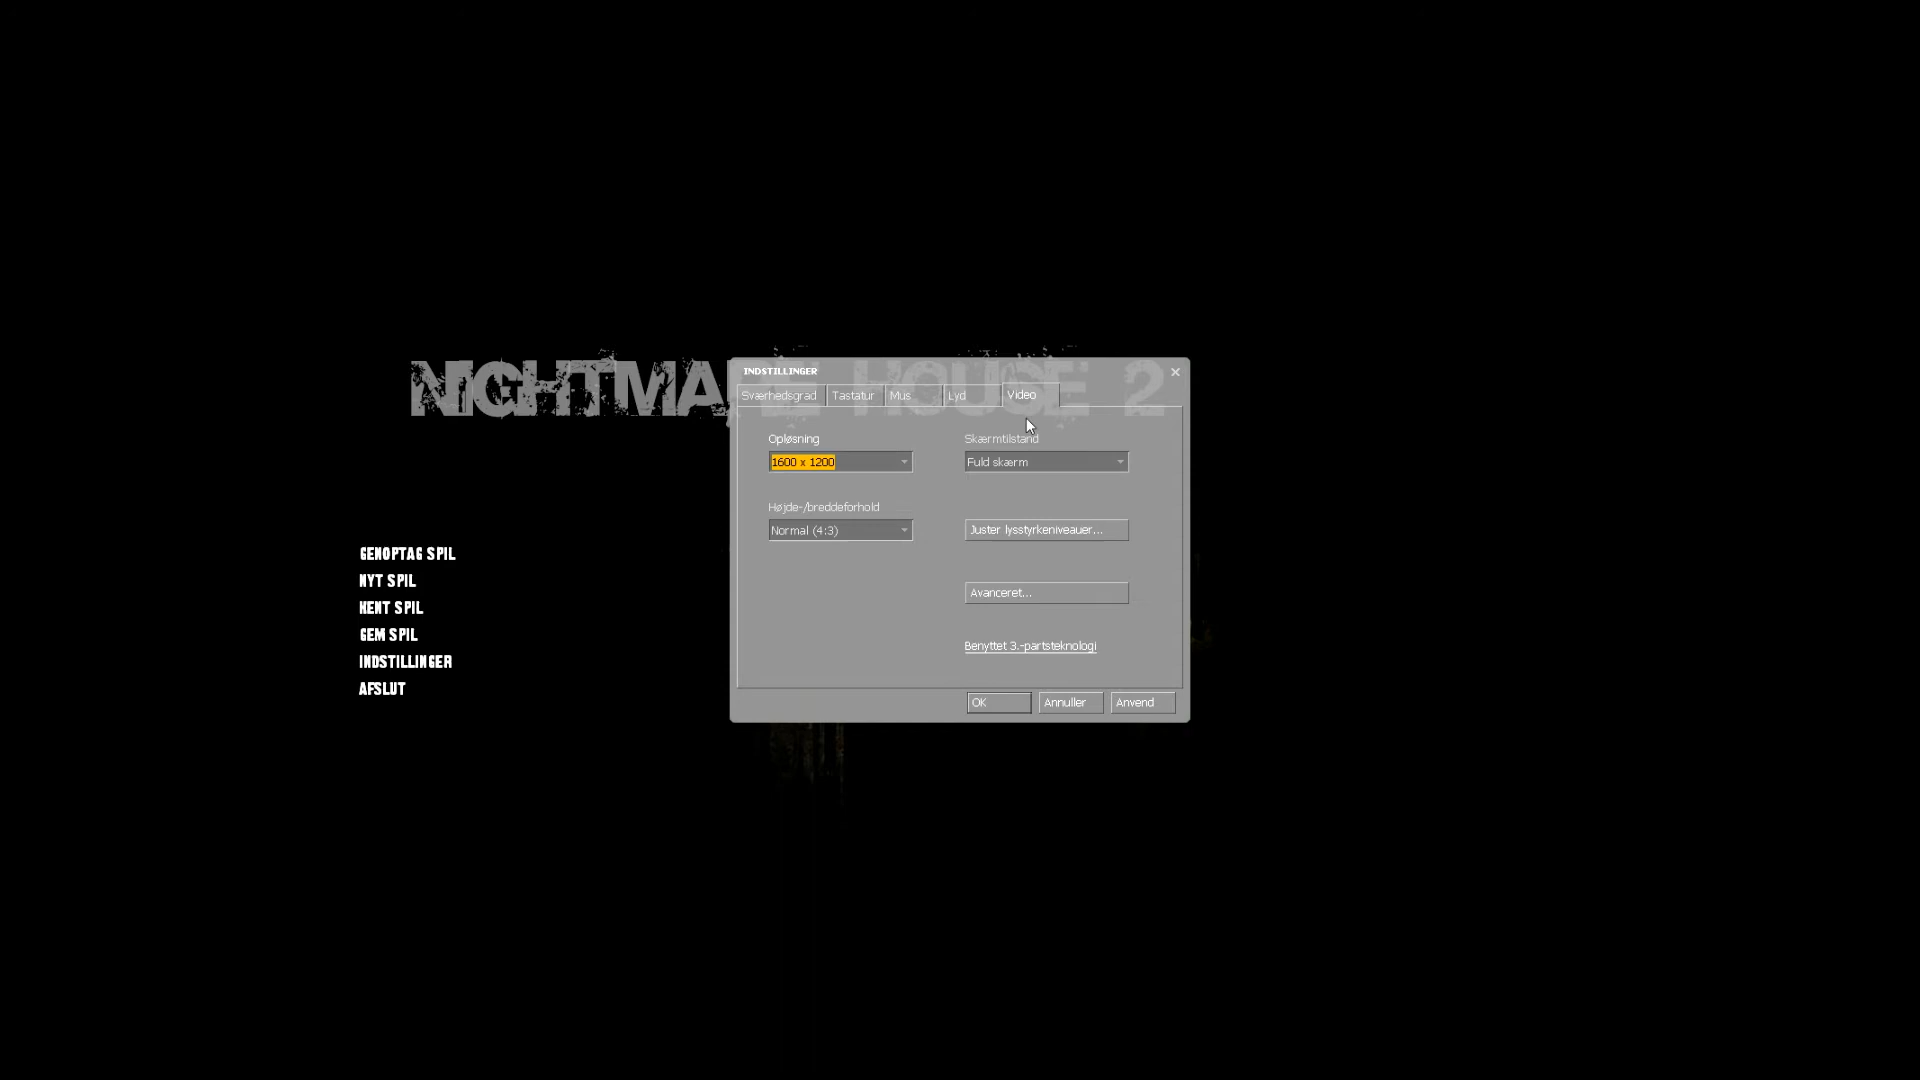 NIGHTMARE HOUSE 2
INDSTILLINGER
Sværhedsgrad Tastatur Mus Lyd Video
Opløsning Skærmtilstand
1600 x 1200 Fuld skærm
Højde-/breddeforhold
Normal (4:3) Juster lysstyrkeniveauer...
Avanceret...
Benyttet 3.-partsteknologi
OK Annuller Anvend
GENOPTAG SPIL
NYT SPIL
HENT SPIL
GEM SPIL
INDSTILLINGER
AFSLUT